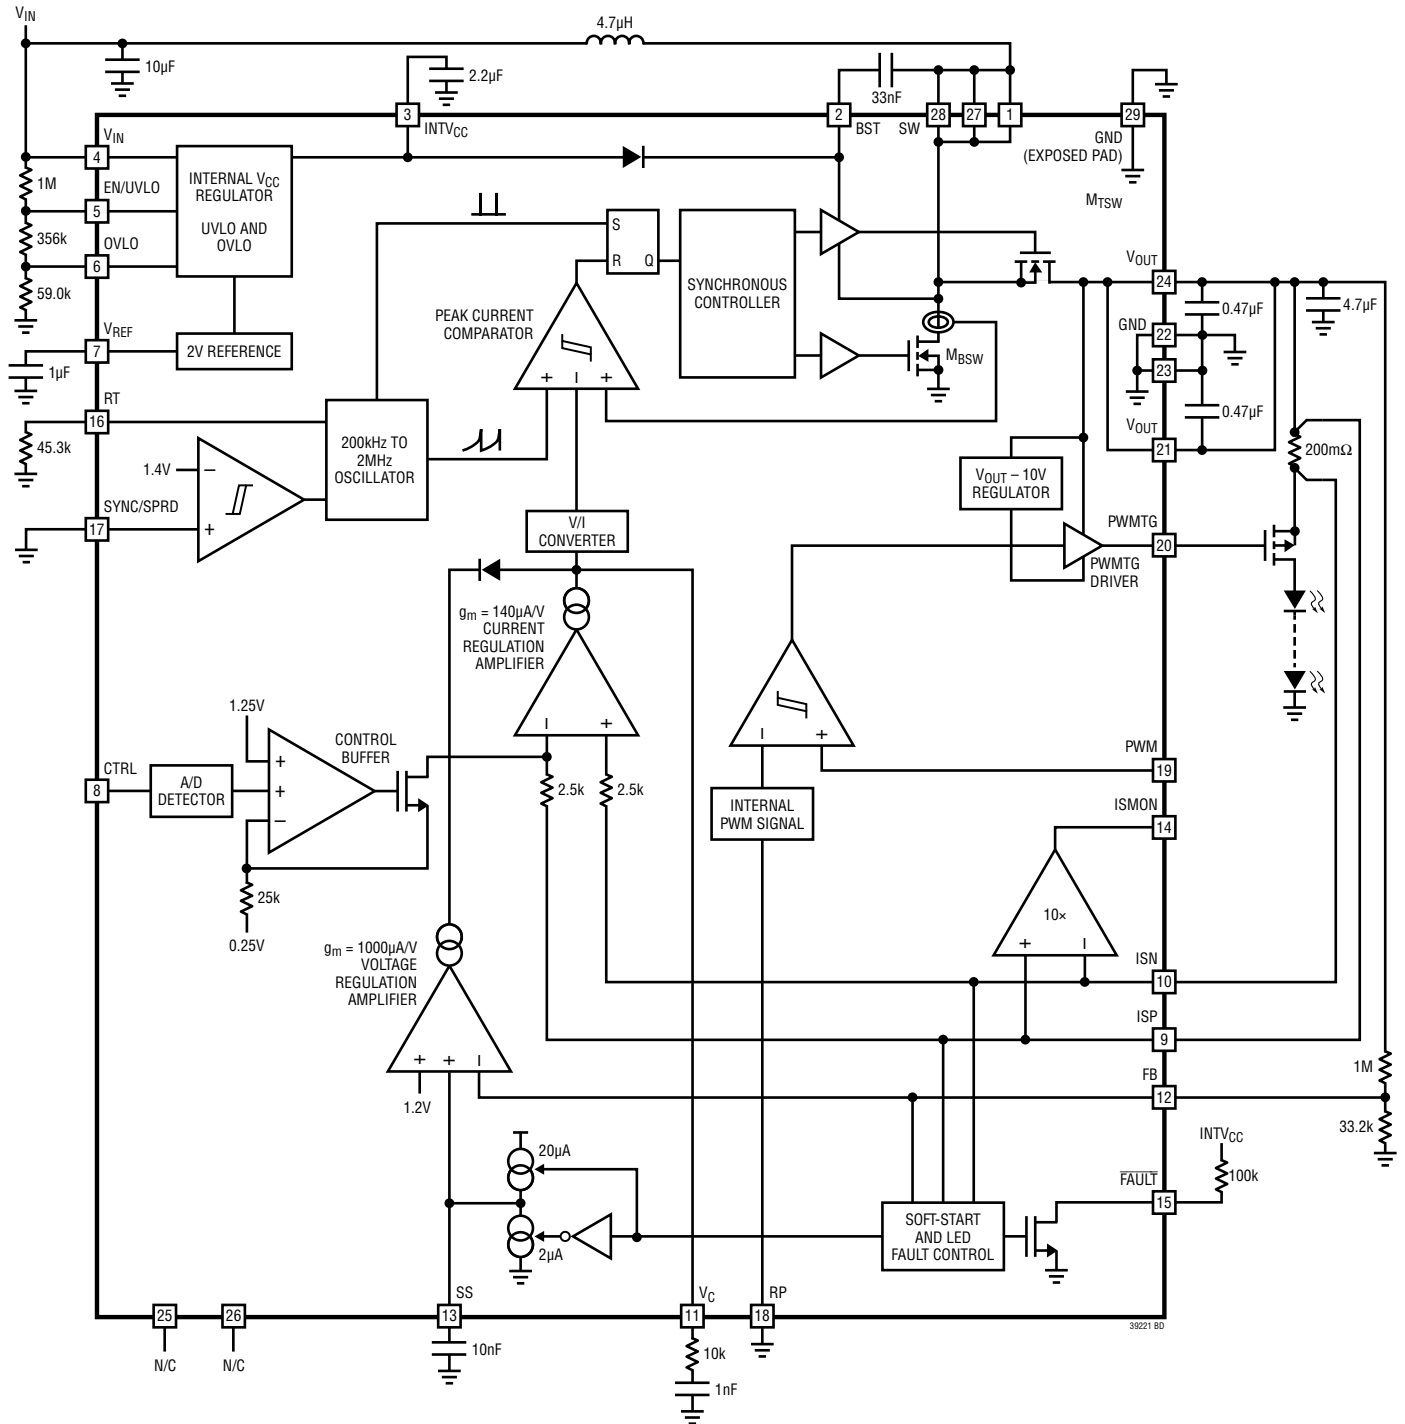 VIN
4.7µH
10µF
2.2µF
33nF
3
INTVCC
2
BST
SW
28
27
1
29
GND
(EXPOSED PAD)
VIN
4
1M
EN/UVLO
5
356k
OVLO
6
59.0k
INTERNAL VCC
REGULATOR
UVLO AND
OVLO
VREF
7
1µF
2V REFERENCE
RT
16
45.3k
1.4V
–
SYNC/SPRD
17
+
200kHz TO
2MHz
OSCILLATOR
PEAK CURRENT
COMPARATOR
+
–
+
S
R
Q
SYNCHRONOUS
CONTROLLER
MTSW
MBSW
VOUT
24
GND
22
23
VOUT
21
0.47µF
0.47µF
4.7µF
200mΩ
VOUT – 10V
REGULATOR
PWMTG
20
PWMTG
DRIVER
V/I
CONVERTER
gm = 140µA/V
CURRENT
REGULATION
AMPLIFIER
–
+
2.5k
2.5k
1.25V
CONTROL
BUFFER
CTRL
8
A/D
DETECTOR
+
+
–
25k
0.25V
–
+
INTERNAL
PWM SIGNAL
PWM
19
ISMON
14
10×
+
–
ISN
10
ISP
9
FB
12
1M
33.2k
gm = 1000µA/V
VOLTAGE
REGULATION
AMPLIFIER
+
+
–
1.2V
20µA
2µA
SOFT-START
AND LED
FAULT CONTROL
INTVCC
100k
FAULT
15
25
N/C
26
N/C
SS
13
10nF
VC
11
10k
1nF
RP
18
39221 BD